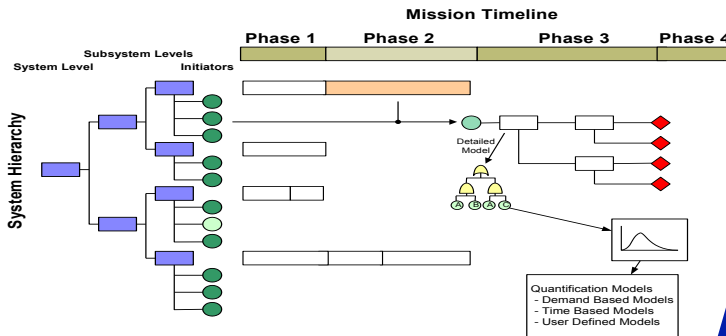 Mission Timeline
Phase 1
Phase 2
Phase 3
Phase 4
Subsystem Levels
System Level
Initiators
System Hierarchy
Detailed
Model
A B A C
Quantification Models
- Demand Based Models
- Time Based Models
- User Defined Models